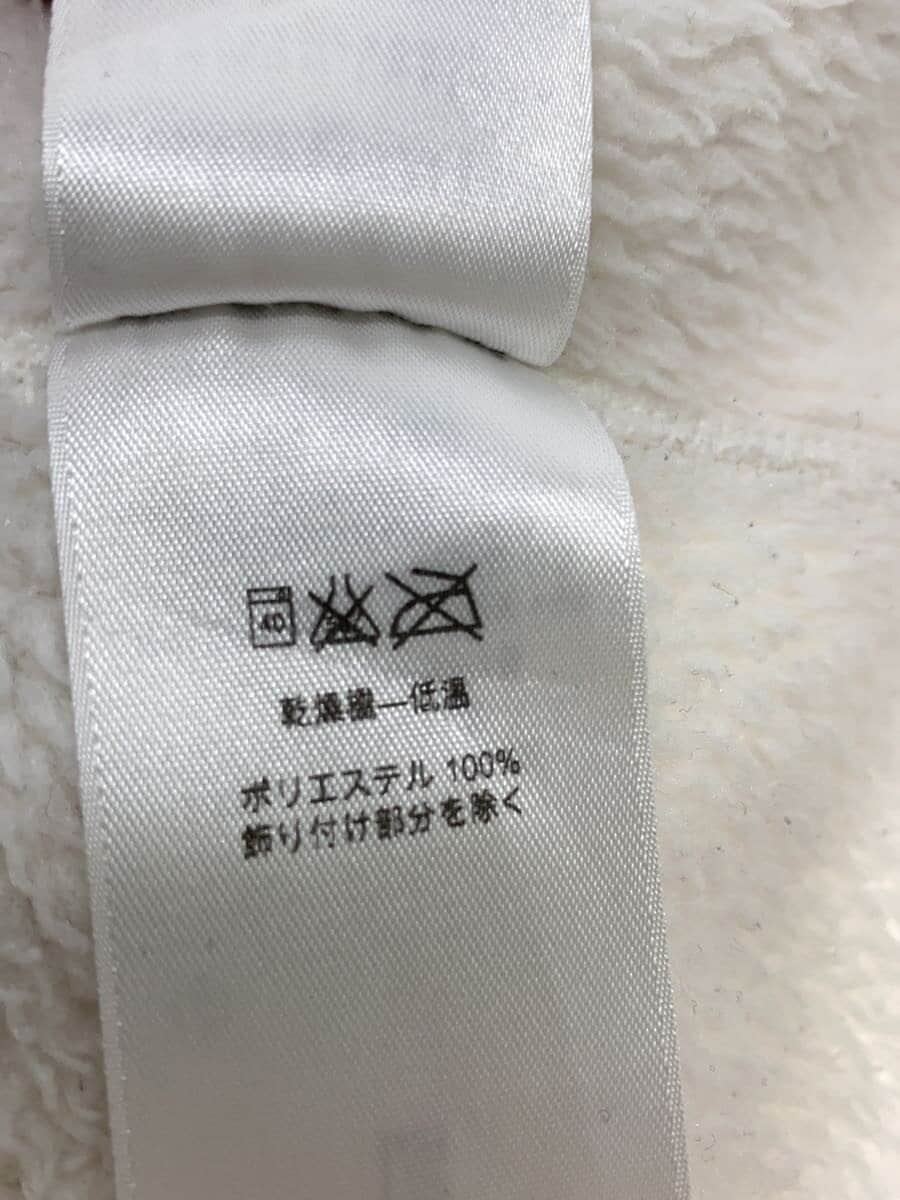 40
乾燥機—低温
ポリエステル 100%
飾り付け部分を除く